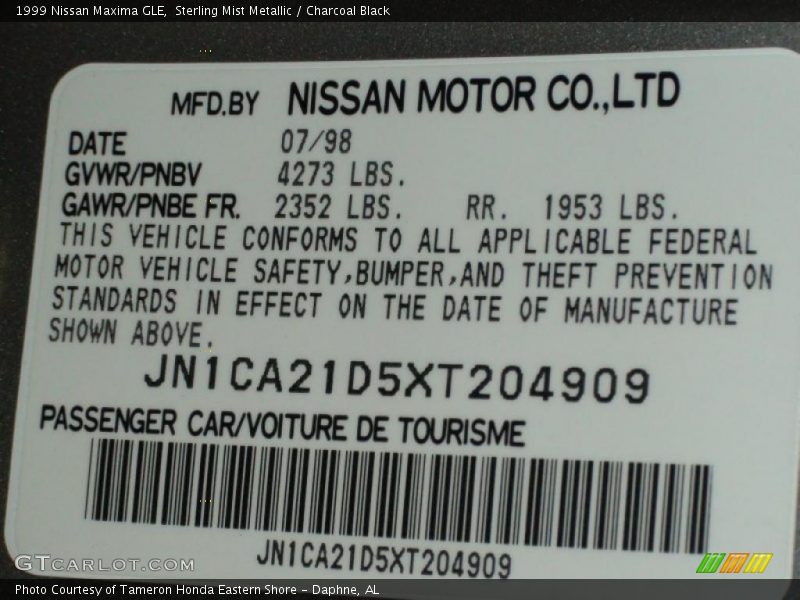 1999 Nissan Maxima GLE,  Sterling Mist Metallic / Charcoal Black
MFD.BY NISSAN MOTOR CO.,LTD
DATE 07/98
GVWR/PNBV 4273 LBS.
GAWR/PNBE FR. 2352 LBS. RR. 1953 LBS.
THIS VEHICLE CONFORMS TO ALL APPLICABLE FEDERAL
MOTOR VEHICLE SAFETY,BUMPER,AND THEFT PREVENTION
STANDARDS IN EFFECT ON THE DATE OF MANUFACTURE
SHOWN ABOVE.
JN1CA21D5XT204909
PASSENGER CAR/VOITURE DE TOURISME
JN1CA21D5XT204909
GTCARLOT.COM
Photo Courtesy of Tameron Honda Eastern Shore – Daphne, AL